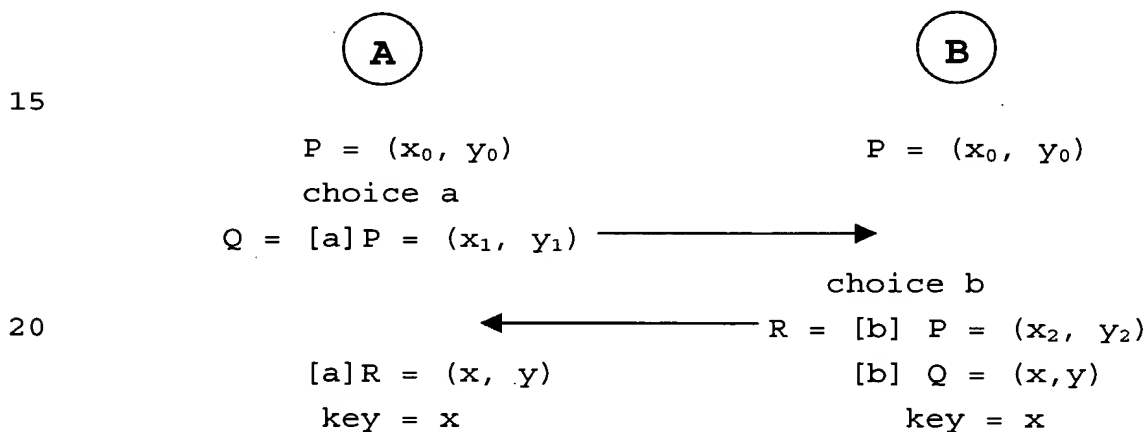 A B
15
P = (x₀, y₀) P = (x₀, y₀)
choice a
Q = [a]P = (x₁, y₁)
choice b
20 R = [b] P = (x₂, y₂)
[a]R = (x, y) [b] Q = (x,y)
key = x key = x